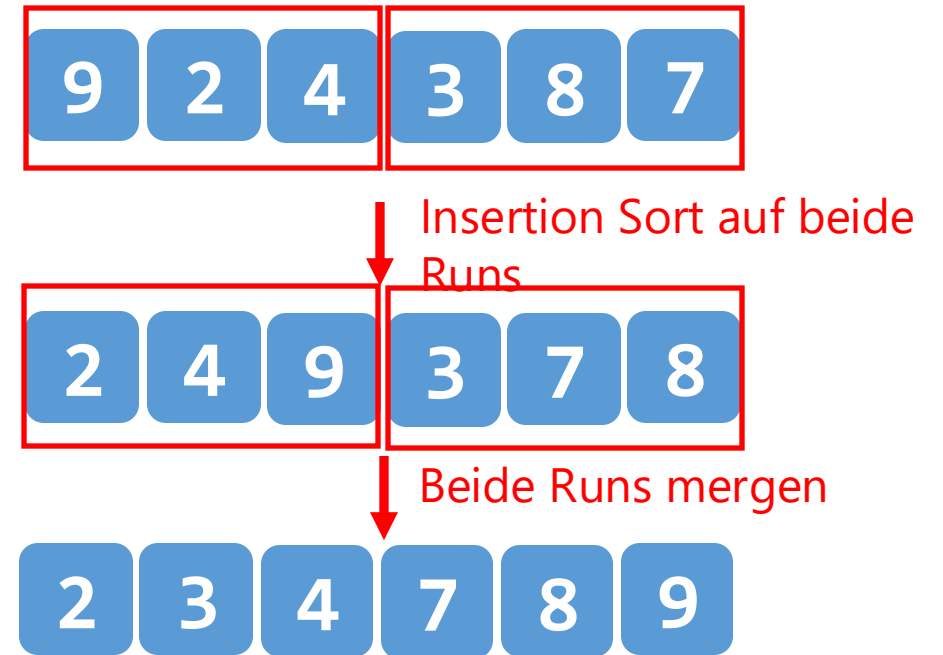 9 2 4 3 8 7
Insertion Sort auf beide
Runs
2 4 9 3 7 8
Beide Runs mergen
2 3 4 7 8 9